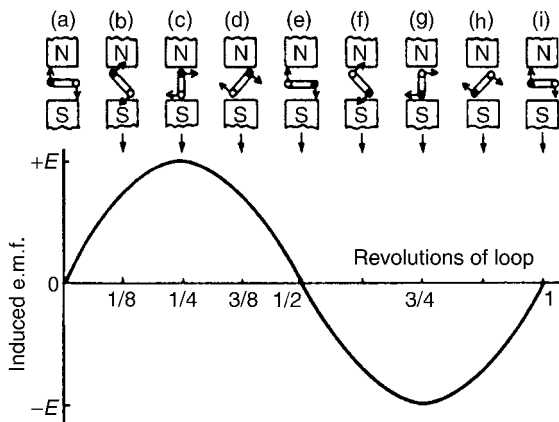 (a) (b) (c) (d) (e) (f) (g) (h) (i)
N N N N N N N N N
S S S S S S S S S
+E
Revolutions of loop
0
1/8 1/4 3/8 1/2 3/4 1
−E
Induced e.m.f.